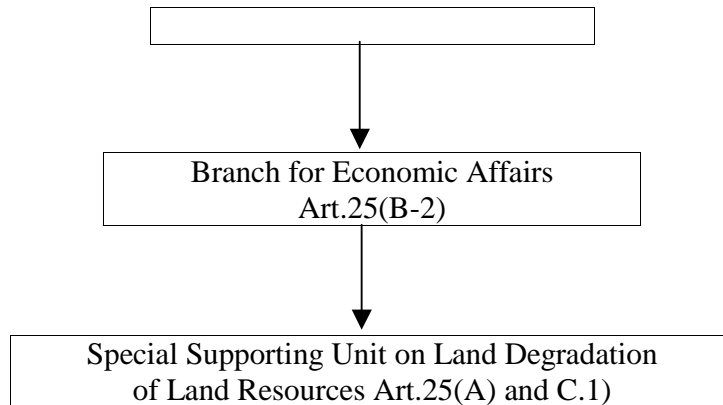 Branch for Economic Affairs
Art.25(B-2)
Special Supporting Unit on Land Degradation
of Land Resources Art.25(A) and C.1)